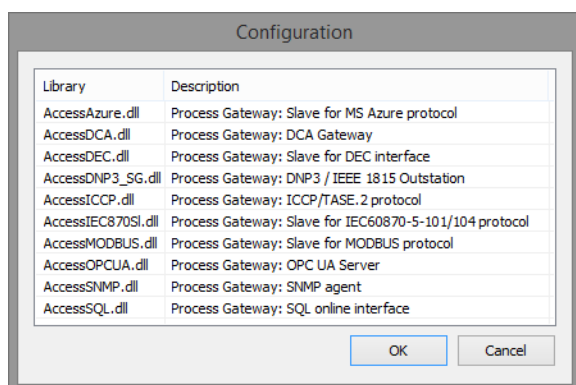 Configuration
Library Description
AccessAzure.dll Process Gateway: Slave for MS Azure protocol
AccessDCA.dll Process Gateway: DCA Gateway
AccessDEC.dll Process Gateway: Slave for DEC interface
AccessDNP3_SG.dll Process Gateway: DNP3 / IEEE 1815 Outstation
AccessICCP.dll Process Gateway: ICCP/TASE.2 protocol
AccessIEC870Sl.dll Process Gateway: Slave for IEC60870-5-101/104 protocol
AccessMODBUS.dll Process Gateway: Slave for MODBUS protocol
AccessOPCUA.dll Process Gateway: OPC UA Server
AccessSNMP.dll Process Gateway: SNMP agent
AccessSQL.dll Process Gateway: SQL online interface
OK Cancel